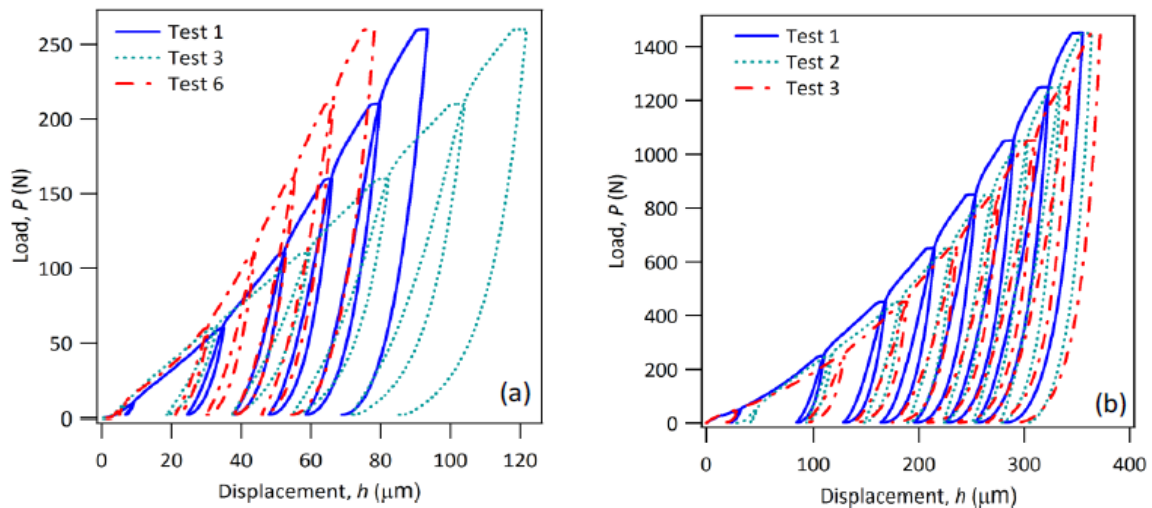 250
200
150
100
50
0
Load, P (N)
Test 1
Test 3
Test 6
(a)
0 20 40 60 80 100 120
Displacement, h (μm)
1400
1200
1000
800
600
400
200
0
Load, P (N)
Test 1
Test 2
Test 3
(b)
0 100 200 300 400
Displacement, h (μm)